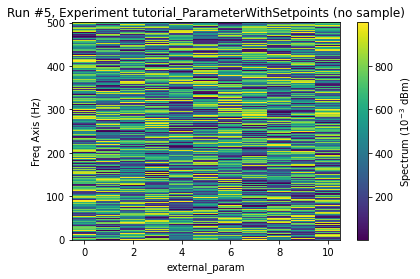 Run #5, Experiment tutorial_ParameterWithSetpoints (no sample)
500
400
300
200
100
0
Freq Axis (Hz)
0 2 4 6 8 10
external_param
800
600
400
200
Spectrum (10⁻³ dBm)